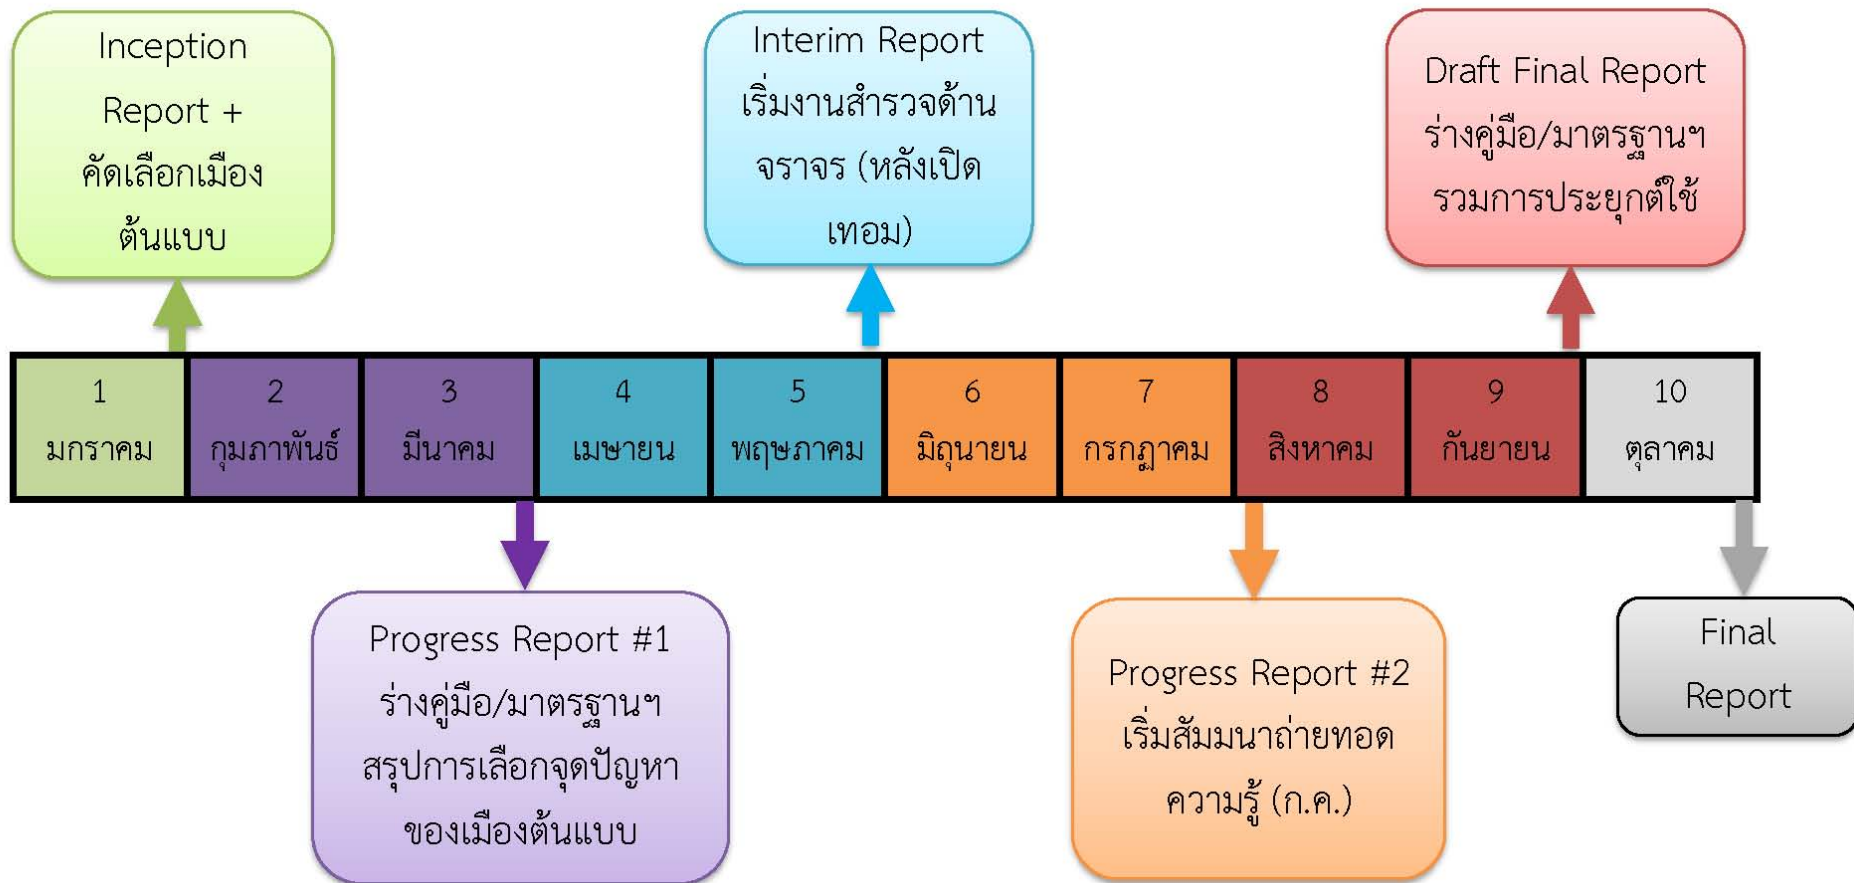 Inception
Report +
คัดเลือกเมือง
ต้นแบบ
Interim Report
เริ่มงานสำรวจด้าน
จราจร (หลังเปิด
เทอม)
Draft Final Report
ร่างคู่มือ/มาตรฐานฯ
รวมการประยุกต์ใช้
1
มกราคม
2
กุมภาพันธ์
3
มีนาคม
4
เมษายน
5
พฤษภาคม
6
มิถุนายน
7
กรกฎาคม
8
สิงหาคม
9
กันยายน
10
ตุลาคม
Progress Report #1
ร่างคู่มือ/มาตรฐานฯ
สรุปการเลือกจุดปัญหา
ของเมืองต้นแบบ
Progress Report #2
เริ่มสัมมนาถ่ายทอด
ความรู้ (ก.ค.)
Final
Report